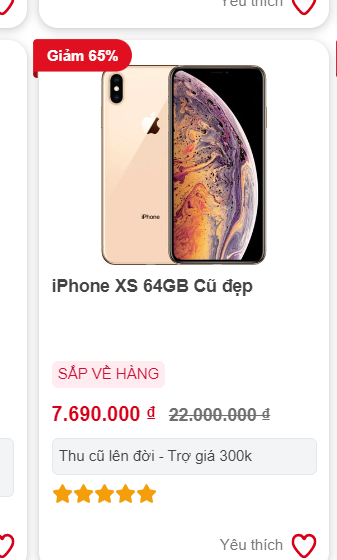 Yêu thích
Giảm 65%
iPhone
iPhone XS 64GB Cũ đẹp
SẮP VỀ HÀNG
7.690.000 ₫ 22.000.000 ₫
Thu cũ lên đời - Trợ giá 300k
Yêu thích